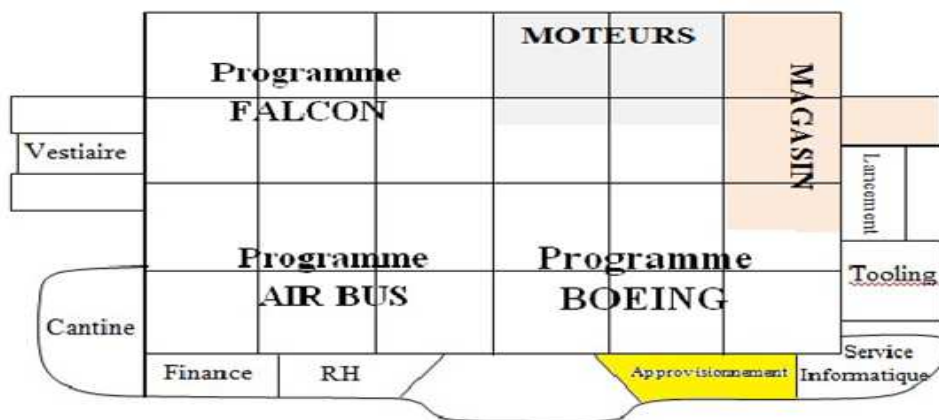 MOTEURS
Programme
FALCON
MAGASIN
Vestiaire
Lancement
Programme
AIR BUS
Programme
BOEING
Tooling
Cantine
Finance
RH
Approvisionnement
Service
Informatique